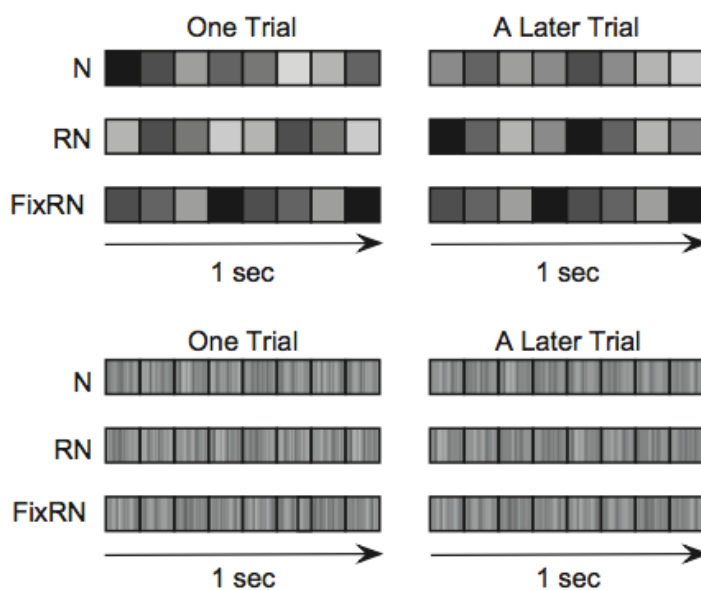 One Trial A Later Trial
N
RN
FixRN
1 sec 1 sec
One Trial A Later Trial
N
RN
FixRN
1 sec 1 sec